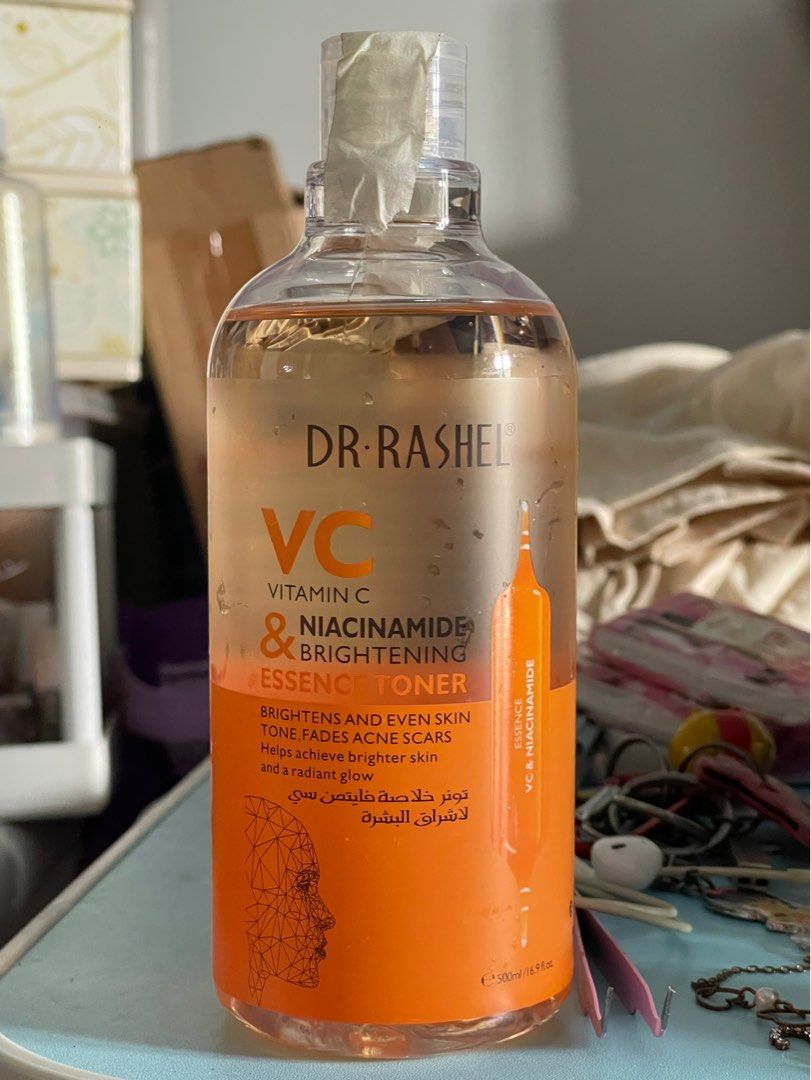 DR·RASHEL®
VC
VITAMIN C
& NIACINAMIDE
BRIGHTENING
ESSENCE TONER
BRIGHTENS AND EVEN SKIN
TONE,FADES ACNE SCARS
Helps achieve brighter skin
and a radiant glow
تونر خلاصة فايتمن سي
لاشراق البشرة
ESSENCE
VC & NIACINAMIDE
℮ 500ml/16.9 fl.oz.